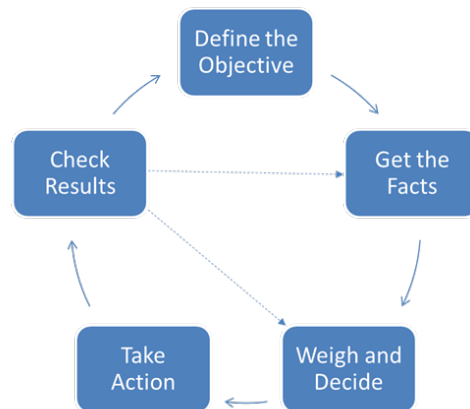 Define the
Objective
Check
Results
Get the
Facts
Take
Action
Weigh and
Decide